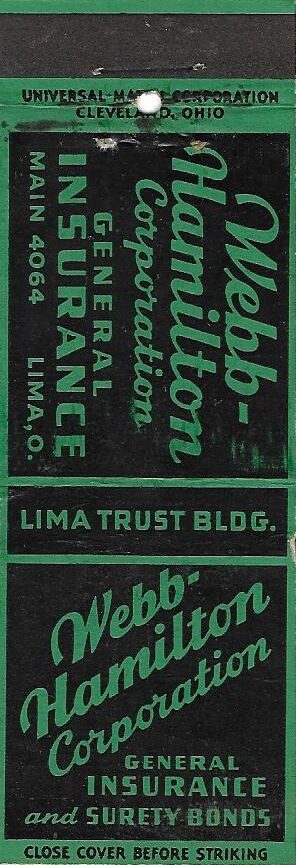 UNIVERSAL MATCH CORPORATION
CLEVELAND, OHIO
Webb-
Hamilton
Corporation
GENERAL
INSURANCE
MAIN 4064 LIMA, O.
LIMA TRUST BLDG.
Webb-
Hamilton
Corporation
GENERAL
INSURANCE
and SURETY BONDS
CLOSE COVER BEFORE STRIKING